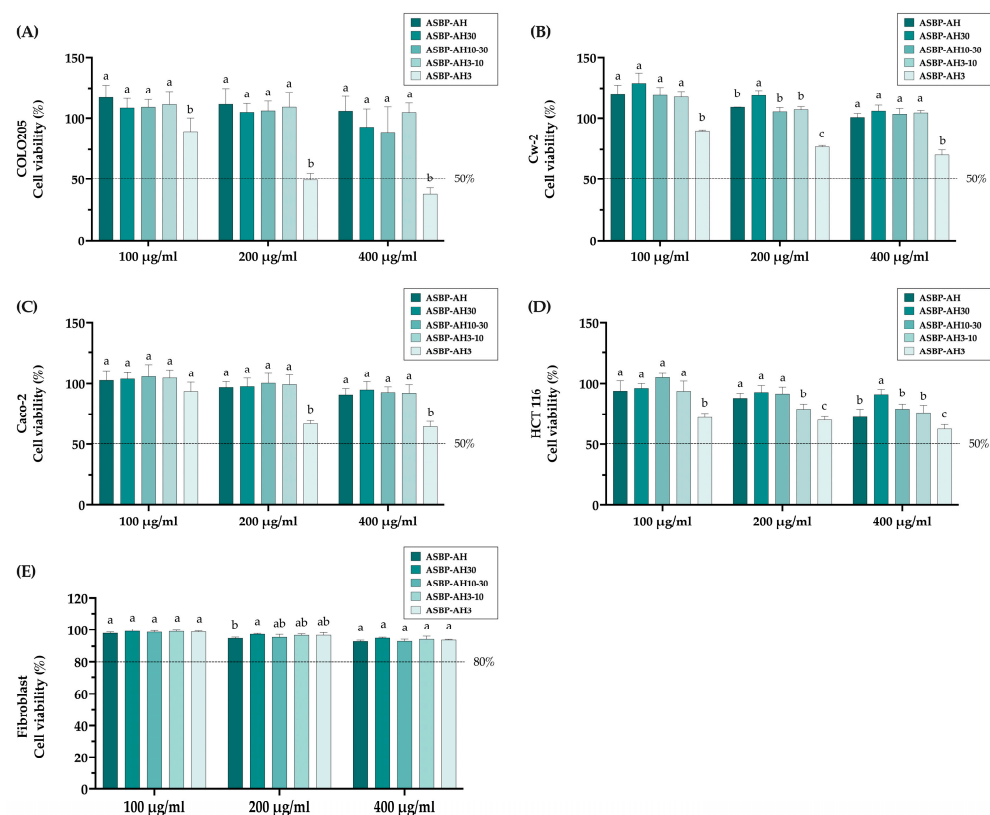 (A)
ASBP-AH
ASBP-AH30
ASBP-AH10-30
ASBP-AH3-10
ASBP-AH3
COLO205
Cell viability (%)
150
100
50
0
a a a a b
a a a a b
a a a a b
50%
100 µg/ml 200 µg/ml 400 µg/ml
(B)
ASBP-AH
ASBP-AH30
ASBP-AH10-30
ASBP-AH3-10
ASBP-AH3
Cw-2
Cell viability (%)
150
100
50
0
a a a a b
b a b b c
a a a a b
50%
100 µg/ml 200 µg/ml 400 µg/ml
(C)
ASBP-AH
ASBP-AH30
ASBP-AH10-30
ASBP-AH3-10
ASBP-AH3
Caco-2
Cell viability (%)
150
100
50
0
a a a a a
a a a a b
a a a a b
50%
100 µg/ml 200 µg/ml 400 µg/ml
(D)
ASBP-AH
ASBP-AH30
ASBP-AH10-30
ASBP-AH3-10
ASBP-AH3
HCT 116
Cell viability (%)
150
100
50
0
a a a a b
a a a b c
b a b b c
50%
100 µg/ml 200 µg/ml 400 µg/ml
(E)
ASBP-AH
ASBP-AH30
ASBP-AH10-30
ASBP-AH3-10
ASBP-AH3
Fibroblast
Cell viability (%)
120
100
80
60
40
20
0
a a a a a
b a ab ab ab
a a a a a
80%
100 µg/ml 200 µg/ml 400 µg/ml